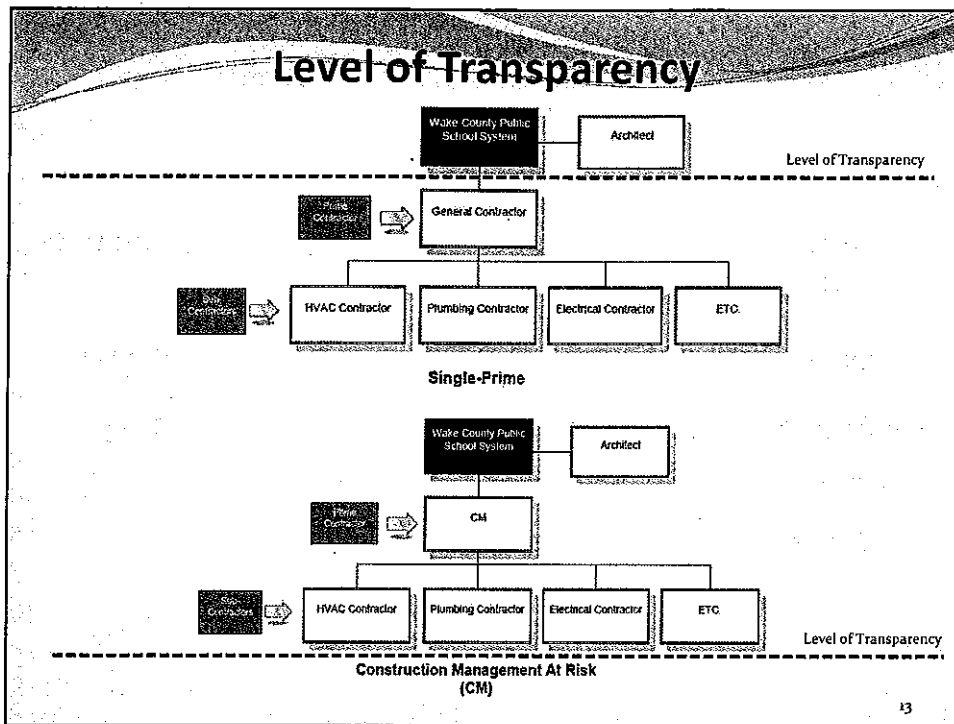 Level of Transparency
Wake County Public
School System
Architect
Level of Transparency
Prime
Contractor
General Contractor
Sub
Contractors
HVAC Contractor
Plumbing Contractor
Electrical Contractor
ETC.
Single-Prime
Wake County Public
School System
Architect
Prime
Contractor
CM
Sub
Contractors
HVAC Contractor
Plumbing Contractor
Electrical Contractor
ETC.
Level of Transparency
Construction Management At Risk
(CM)
13